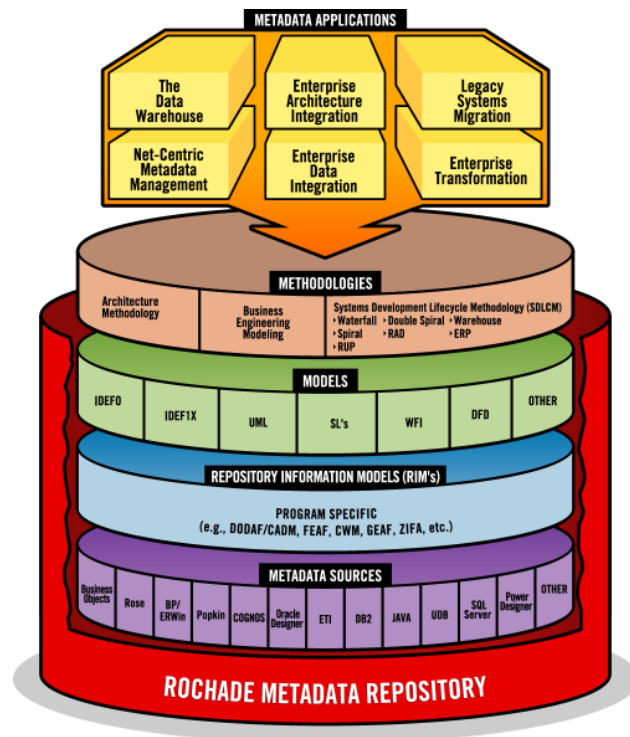 METADATA APPLICATIONS
The
Data
Warehouse
Enterprise
Architecture
Integration
Legacy
Systems
Migration
Net-Centric
Metadata
Management
Enterprise
Data
Integration
Enterprise
Transformation
METHODOLOGIES
Architecture
Methodology
Business
Engineering
Modeling
Systems Development Lifecycle Methodology (SDLCM)
‣Waterfall ‣Double Spiral ‣Warehouse
‣Spiral ‣RAD ‣ERP
‣RUP
MODELS
IDEFO
IDEF1X
UML
SL's
WFI
DFD
OTHER
REPOSITORY INFORMATION MODELS (RIM's)
PROGRAM SPECIFIC
(e.g., DODAF/CADM, FEAF, CWM, GEAF, ZIFA, etc.)
METADATA SOURCES
Business
Objects
Rose
BP/
ERWin
Popkin
COGNOS
Oracle
Designer
ETI
DB2
JAVA
UDB
SQL
Server
Power
Designer
OTHER
ROCHADE METADATA REPOSITORY